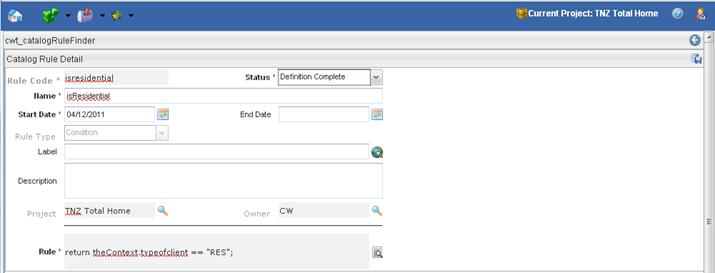 Current Project: TNZ Total Home
cwt_catalogRuleFinder
Catalog Rule Detail
Rule Code * isresidential Status * Definition Complete
Name * isResidential
Start Date * 04/12/2011 End Date
Rule Type Condition
Label
Description
Project TNZ Total Home Owner CW
Rule * return theContext.typeofclient == "RES";